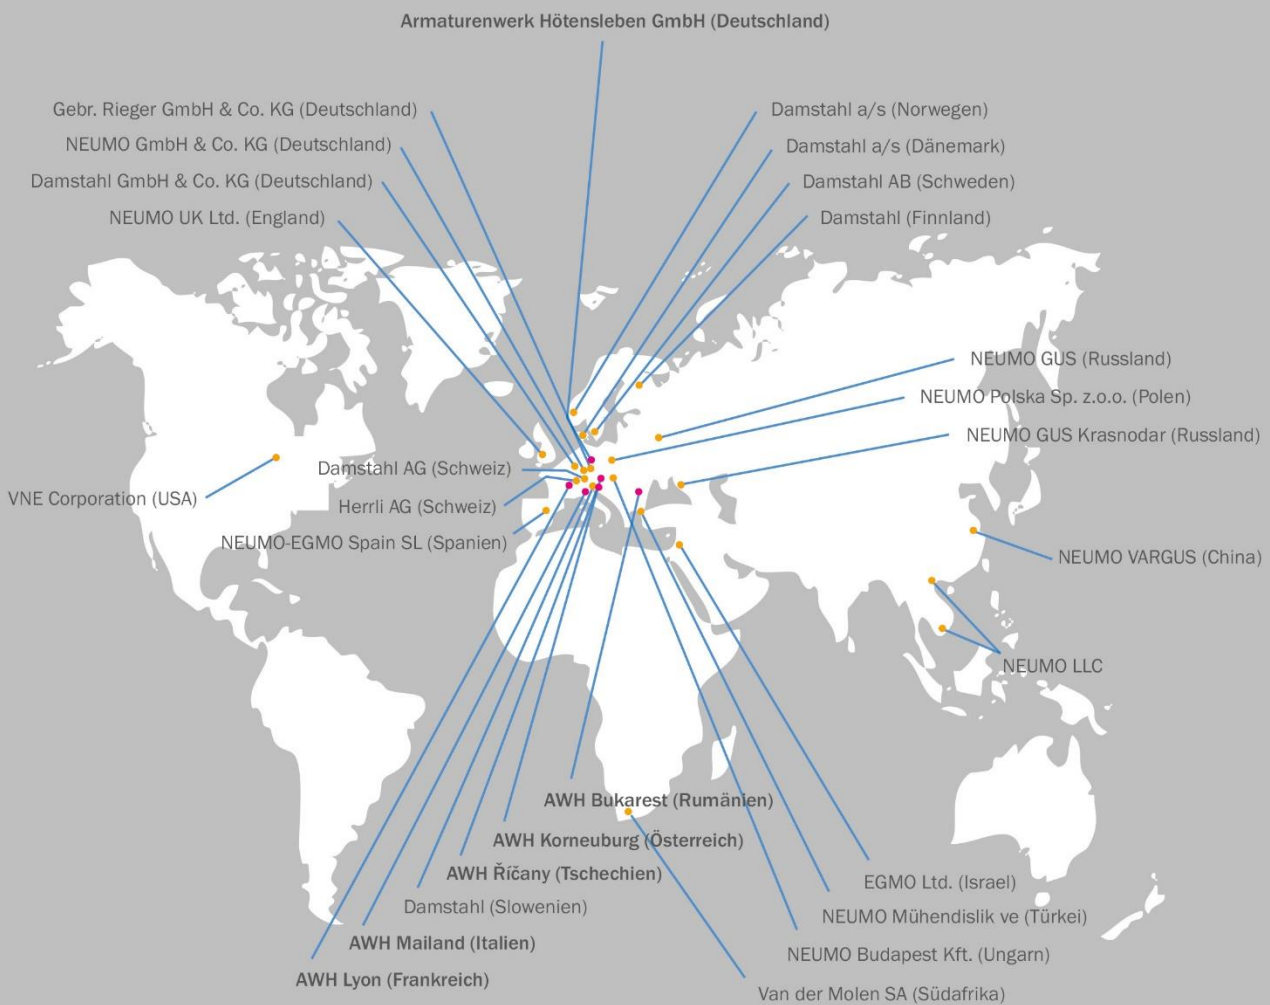 Armaturenwerk Hötensleben GmbH (Deutschland)
Gebr. Rieger GmbH & Co. KG (Deutschland)
NEUMO GmbH & Co. KG (Deutschland)
Damstahl GmbH & Co. KG (Deutschland)
NEUMO UK Ltd. (England)
Damstahl a/s (Norwegen)
Damstahl a/s (Dänemark)
Damstahl AB (Schweden)
Damstahl (Finnland)
NEUMO GUS (Russland)
NEUMO Polska Sp. z.o.o. (Polen)
NEUMO GUS Krasnodar (Russland)
Damstahl AG (Schweiz)
VNE Corporation (USA)
Herrli AG (Schweiz)
NEUMO-EGMO Spain SL (Spanien)
NEUMO VARGUS (China)
NEUMO LLC
AWH Bukarest (Rumänien)
AWH Korneuburg (Österreich)
AWH Říčany (Tschechien)
Damstahl (Slowenien)
AWH Mailand (Italien)
AWH Lyon (Frankreich)
EGMO Ltd. (Israel)
NEUMO Mühendislik ve (Türkei)
NEUMO Budapest Kft. (Ungarn)
Van der Molen SA (Südafrika)